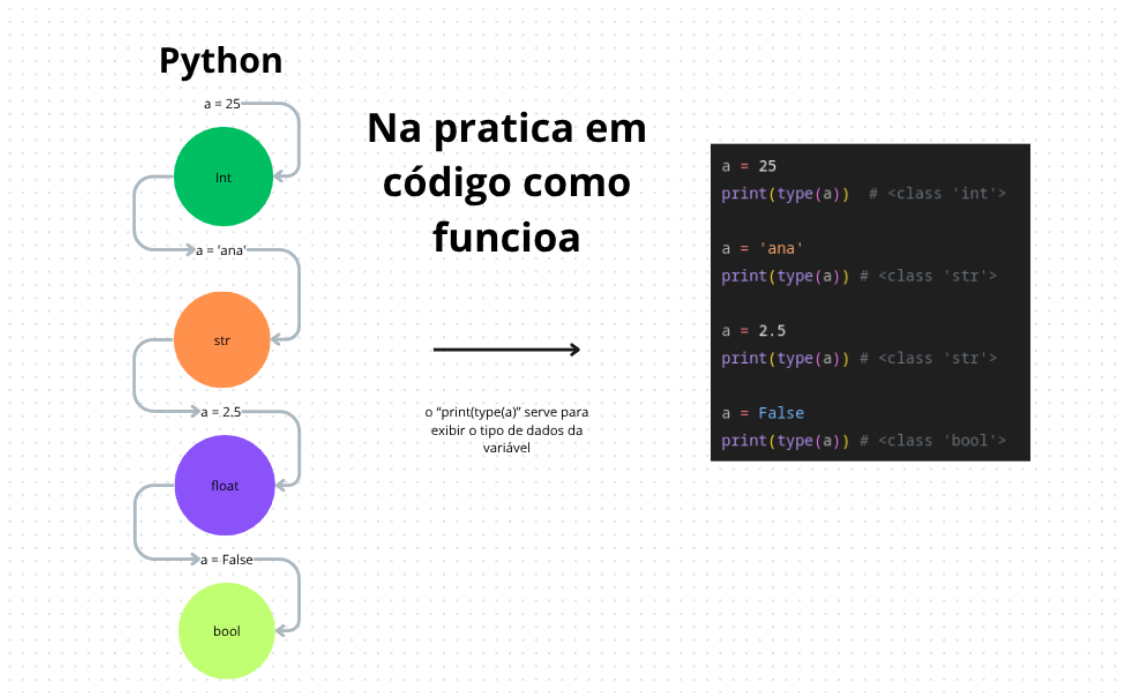 Python
a = 25
Int
a = 'ana'
str
a = 2.5
float
a = False
bool
Na pratica em
código como
funcioa
o “print(type(a)” serve para
exibir o tipo de dados da
variável
a = 25
print(type(a))  # <class 'int'>
a = 'ana'
print(type(a)) # <class 'str'>
a = 2.5
print(type(a)) # <class 'str'>
a = False
print(type(a)) # <class 'bool'>